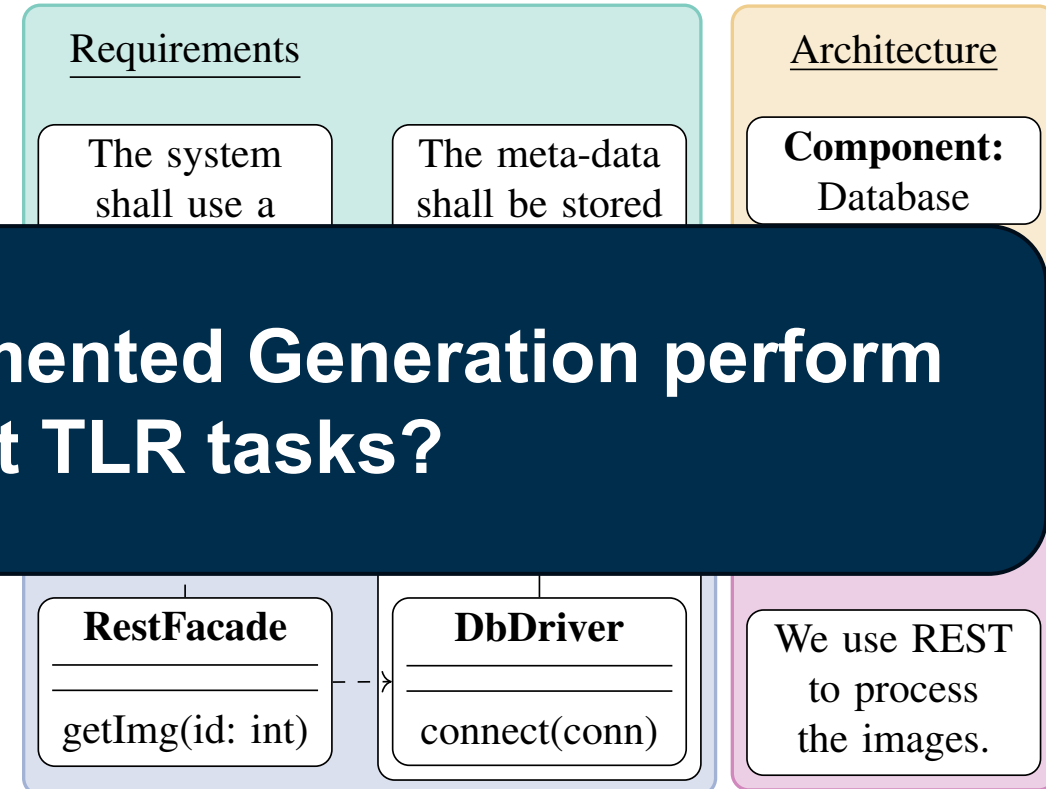 Requirements
Architecture
The system
shall use a
The meta-data
shall be stored
Component:
Database
Generation perform
TLR tasks?
RestFacade
getImg(id: int)
DbDriver
connect(conn)
We use REST
to process
the images.